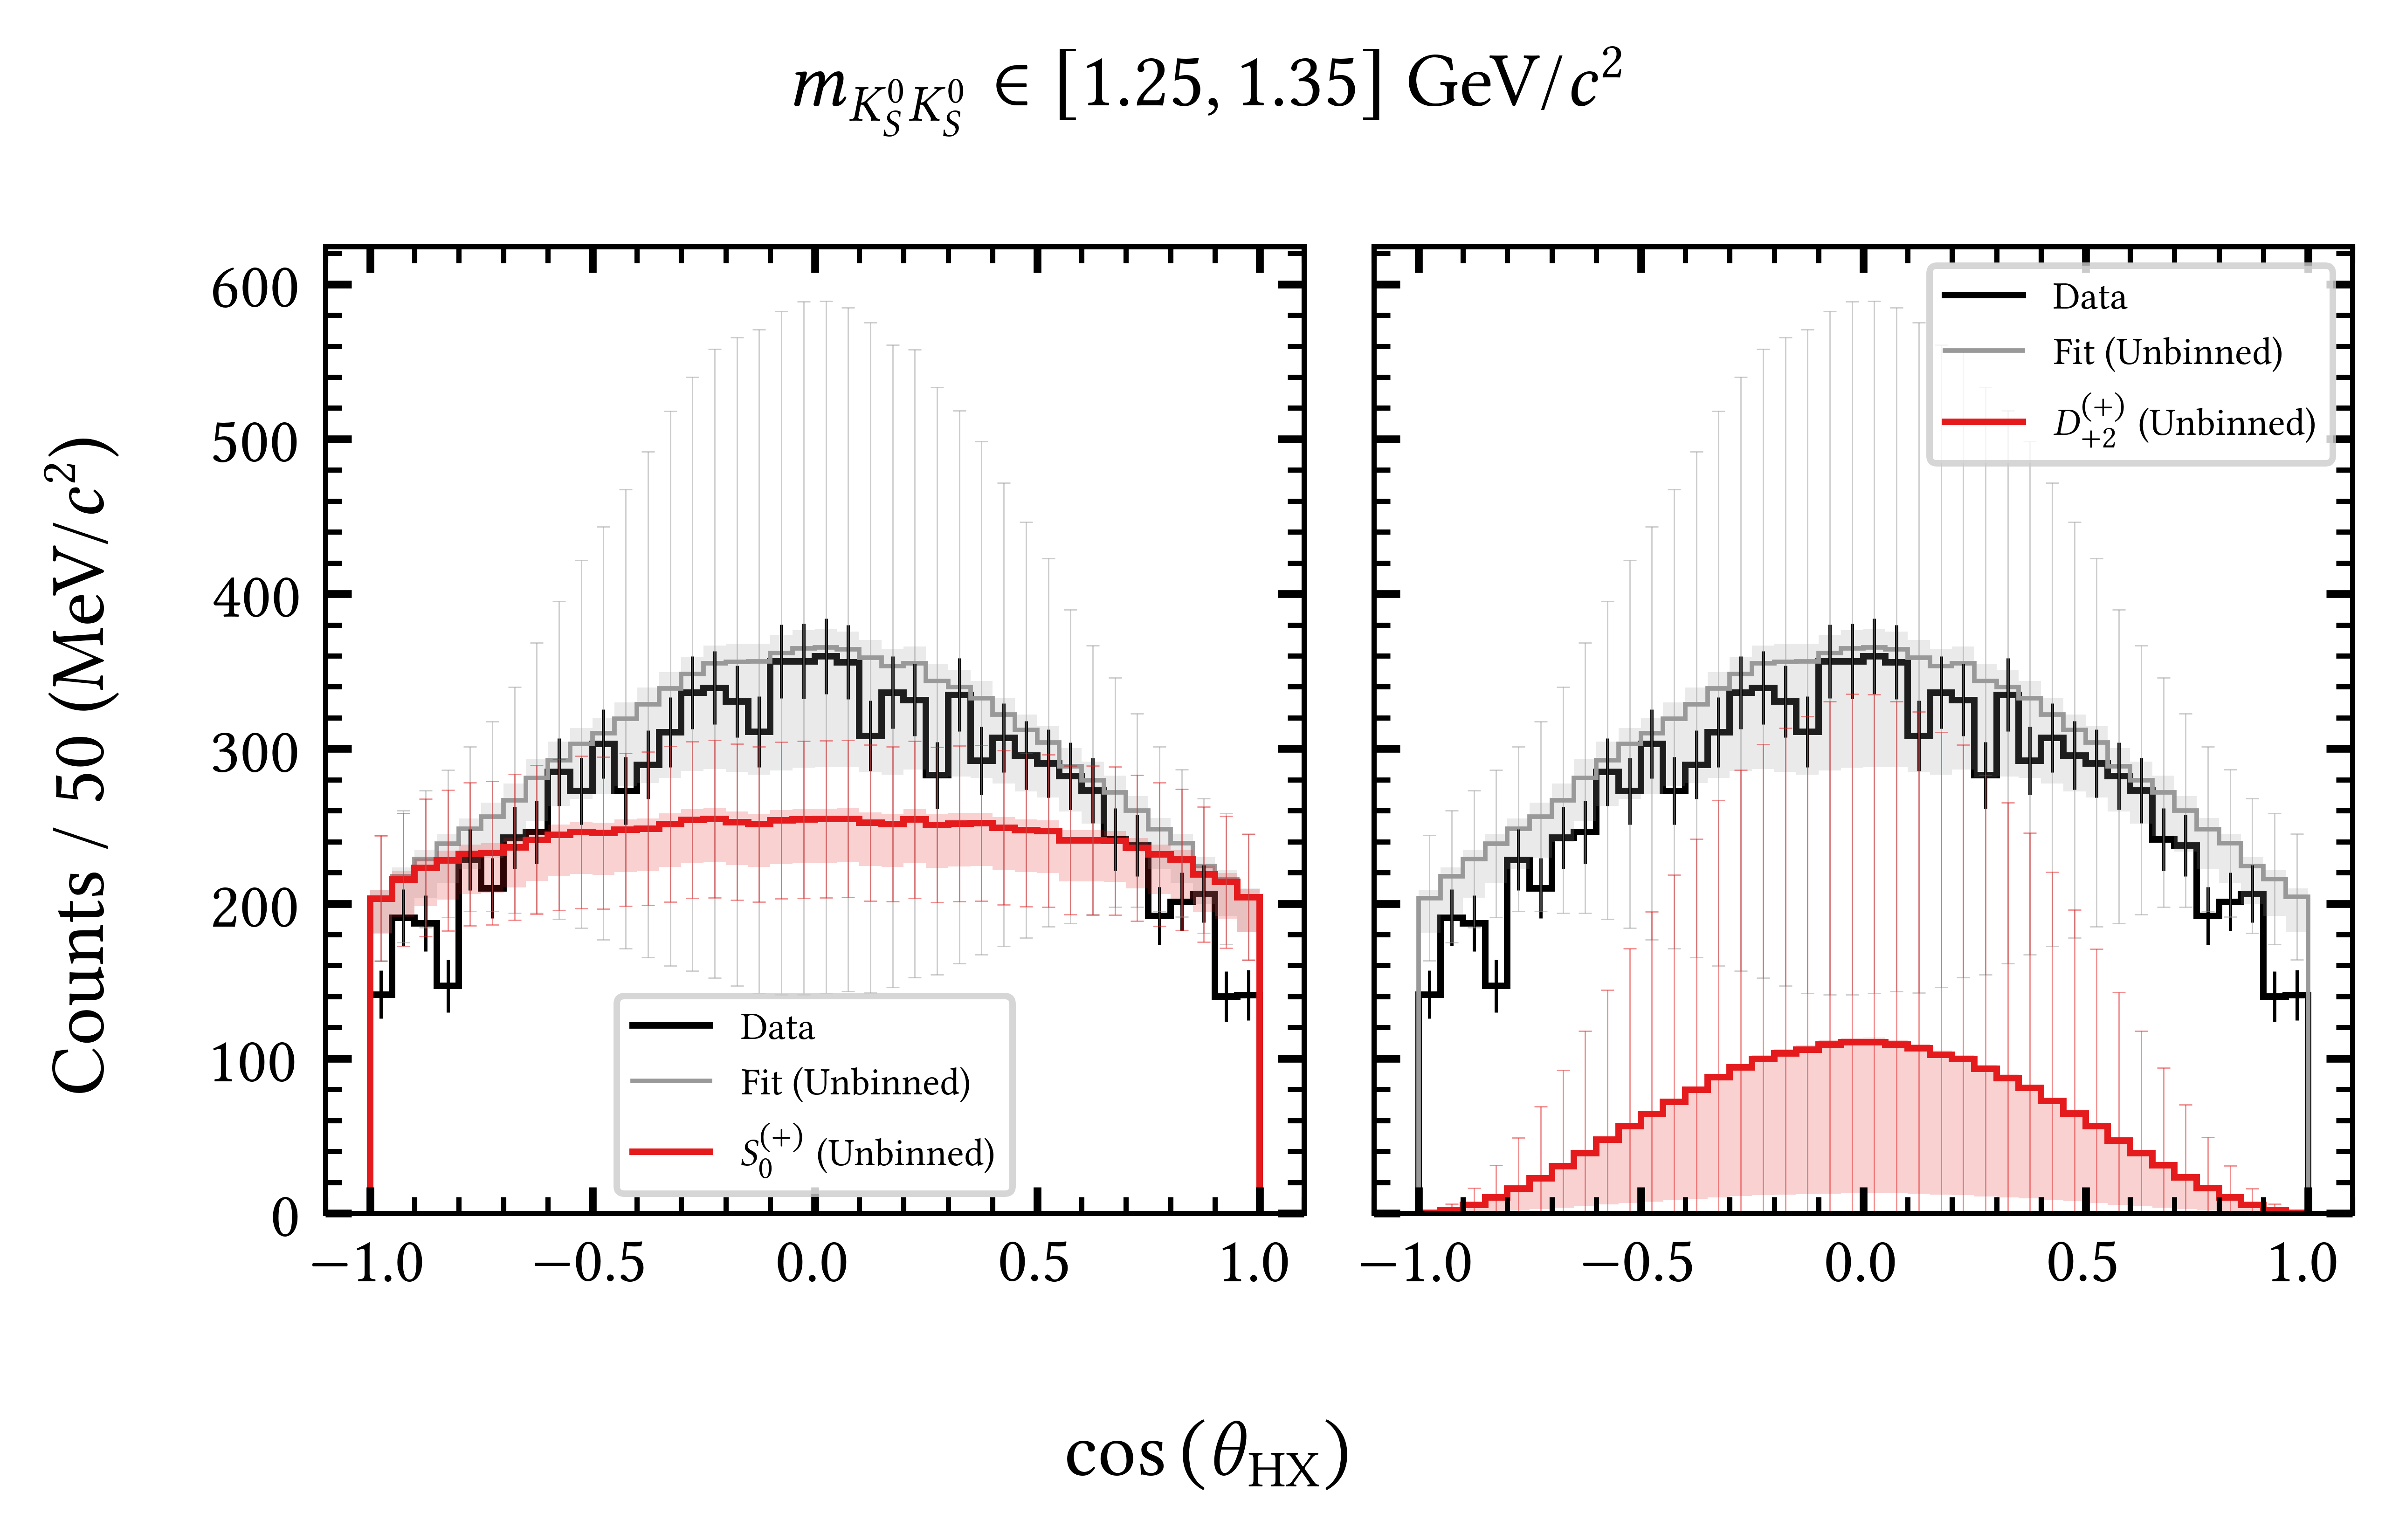 m_{K_S^0 K_S^0} ∈ [1.25, 1.35] GeV/c²
Counts / 50 (MeV/c²)
600
500
400
300
200
100
0
Data
Fit (Unbinned)
S_0^{(+)} (Unbinned)
−1.0 −0.5 0.0 0.5 1.0
Data
Fit (Unbinned)
D_{+2}^{(+)} (Unbinned)
−1.0 −0.5 0.0 0.5 1.0
cos (θ_{HX})